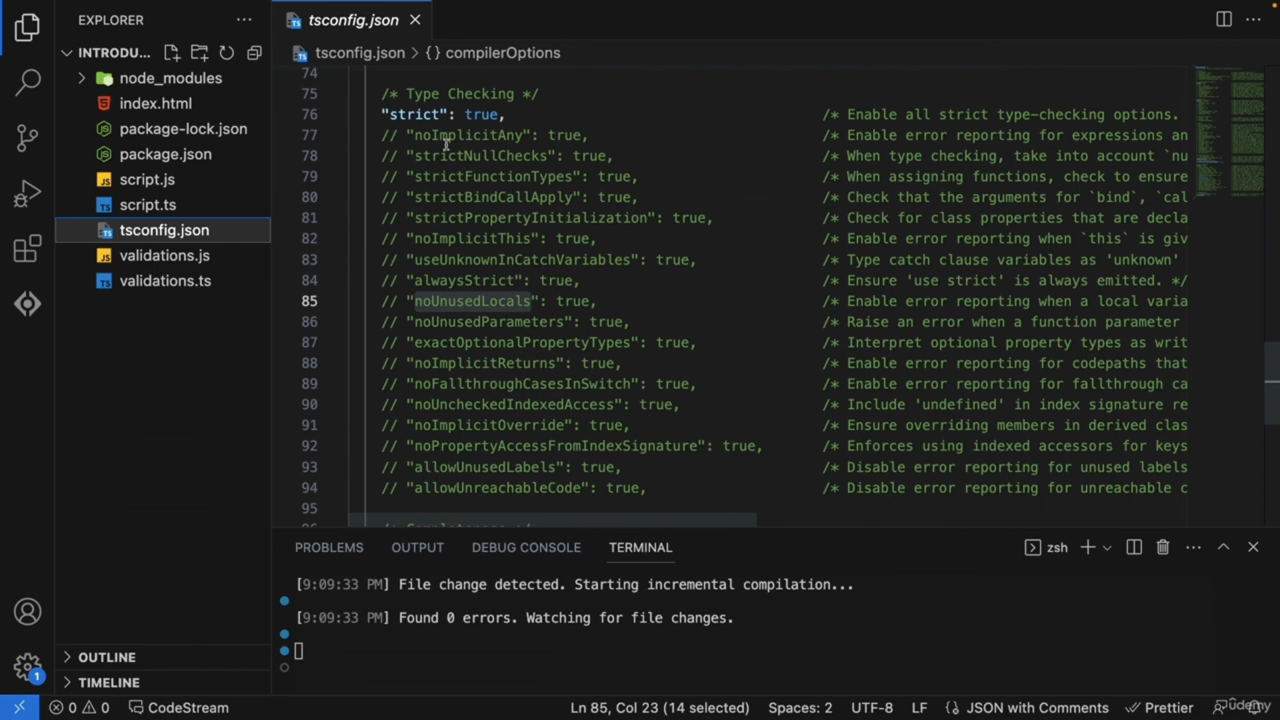 EXPLORER
tsconfig.json
INTRODU...
tsconfig.json > {} compilerOptions
node_modules
index.html
package-lock.json
package.json
script.js
script.ts
tsconfig.json
validations.js
validations.ts
OUTLINE
TIMELINE
74
75 /* Type Checking */
76 "strict": true, /* Enable all strict type-checking options.
77 // "noImplicitAny": true, /* Enable error reporting for expressions an
78 // "strictNullChecks": true, /* When type checking, take into account `nu
79 // "strictFunctionTypes": true, /* When assigning functions, check to ensure
80 // "strictBindCallApply": true, /* Check that the arguments for `bind`, `cal
81 // "strictPropertyInitialization": true, /* Check for class properties that are decla
82 // "noImplicitThis": true, /* Enable error reporting when `this` is giv
83 // "useUnknownInCatchVariables": true, /* Type catch clause variables as 'unknown'
84 // "alwaysStrict": true, /* Ensure 'use strict' is always emitted. */
85 // "noUnusedLocals": true, /* Enable error reporting when a local varia
86 // "noUnusedParameters": true, /* Raise an error when a function parameter
87 // "exactOptionalPropertyTypes": true, /* Interpret optional property types as writ
88 // "noImplicitReturns": true, /* Enable error reporting for codepaths that
89 // "noFallthroughCasesInSwitch": true, /* Enable error reporting for fallthrough ca
90 // "noUncheckedIndexedAccess": true, /* Include 'undefined' in index signature re
91 // "noImplicitOverride": true, /* Ensure overriding members in derived clas
92 // "noPropertyAccessFromIndexSignature": true, /* Enforces using indexed accessors for keys
93 // "allowUnusedLabels": true, /* Disable error reporting for unused labels
94 // "allowUnreachableCode": true, /* Disable error reporting for unreachable c
95
PROBLEMS OUTPUT DEBUG CONSOLE TERMINAL zsh
[9:09:33 PM] File change detected. Starting incremental compilation...
[9:09:33 PM] Found 0 errors. Watching for file changes.
1
0 0 CodeStream Ln 85, Col 23 (14 selected) Spaces: 2 UTF-8 LF {} JSON with Comments Prettier
Udemy